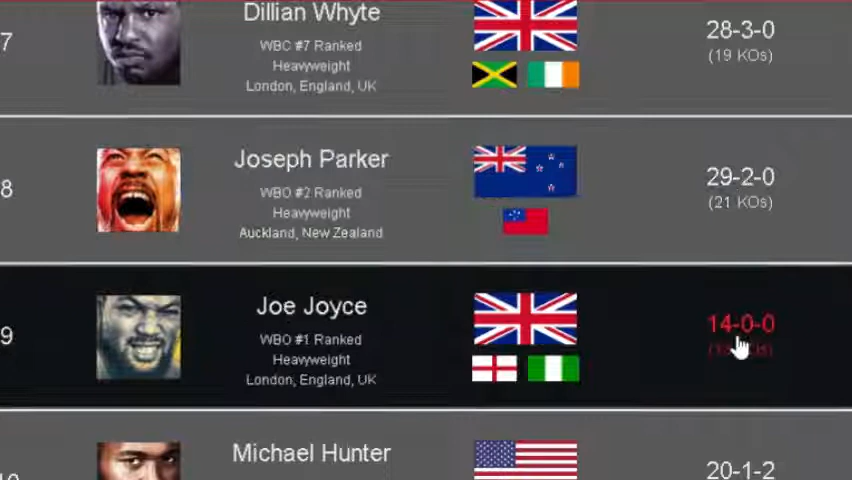 7
Dillian Whyte
WBC #7 Ranked
Heavyweight
London, England, UK
28-3-0
(19 KOs)
8
Joseph Parker
WBO #2 Ranked
Heavyweight
Auckland, New Zealand
29-2-0
(21 KOs)
9
Joe Joyce
WBO #1 Ranked
Heavyweight
London, England, UK
14-0-0
Michael Hunter
20-1-2